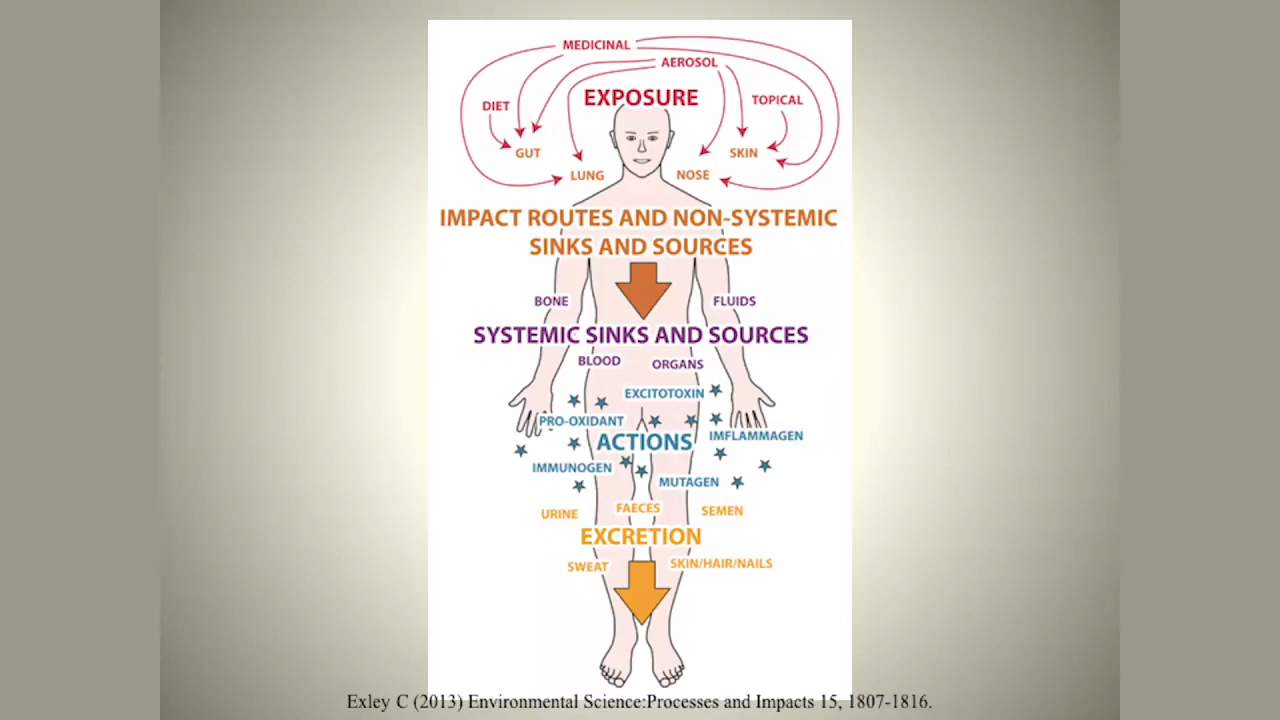 MEDICINAL
AEROSOL
EXPOSURE
DIET
TOPICAL
GUT
SKIN
LUNG
NOSE
IMPACT ROUTES AND NON-SYSTEMIC
SINKS AND SOURCES
BONE
FLUIDS
SYSTEMIC SINKS AND SOURCES
BLOOD
ORGANS
EXCITOTOXIN
PRO-OXIDANT
ACTIONS
IMFLAMMAGEN
IMMUNOGEN
MUTAGEN
URINE
FAECES
SEMEN
EXCRETION
SWEAT
SKIN/HAIR/NAILS
Exley C (2013) Environmental Science:Processes and Impacts 15, 1807-1816.